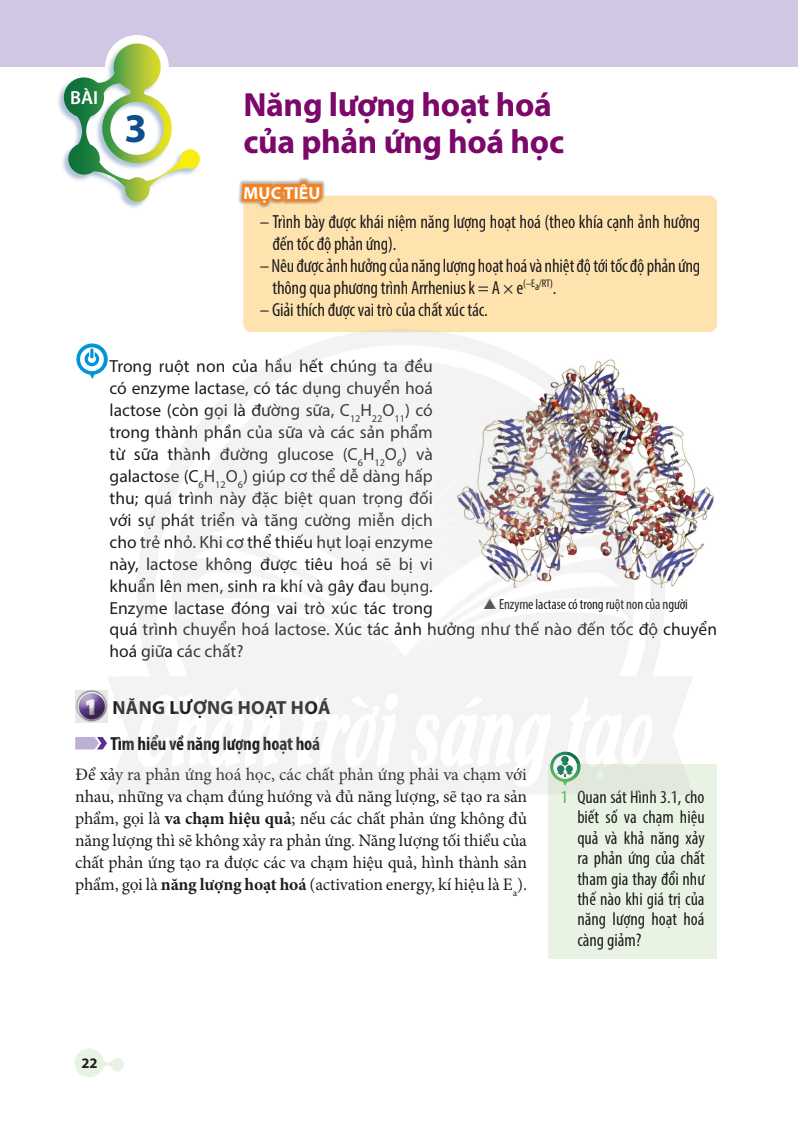 BÀI
3
Năng lượng hoạt hoá
của phản ứng hoá học
MỤC TIÊU
– Trình bày được khái niệm năng lượng hoạt hoá (theo khía cạnh ảnh hưởng
đến tốc độ phản ứng).
– Nêu được ảnh hưởng của năng lượng hoạt hoá và nhiệt độ tới tốc độ phản ứng
thông qua phương trình Arrhenius k = A × e(–Ea/RT).
– Giải thích được vai trò của chất xúc tác.
Trong ruột non của hầu hết chúng ta đều
có enzyme lactase, có tác dụng chuyển hoá
lactose (còn gọi là đường sữa, C12H22O11) có
trong thành phần của sữa và các sản phẩm
từ sữa thành đường glucose (C6H12O6) và
galactose (C6H12O6) giúp cơ thể dễ dàng hấp
thu; quá trình này đặc biệt quan trọng đối
với sự phát triển và tăng cường miễn dịch
cho trẻ nhỏ. Khi cơ thể thiếu hụt loại enzyme
này, lactose không được tiêu hoá sẽ bị vi
khuẩn lên men, sinh ra khí và gây đau bụng.
Enzyme lactase đóng vai trò xúc tác trong
quá trình chuyển hoá lactose. Xúc tác ảnh hưởng như thế nào đến tốc độ chuyển
hoá giữa các chất?
▲ Enzyme lactase có trong ruột non của người
1 NĂNG LƯỢNG HOẠT HOÁ
Tìm hiểu về năng lượng hoạt hoá
Để xảy ra phản ứng hoá học, các chất phản ứng phải va chạm với
nhau, những va chạm đúng hướng và đủ năng lượng, sẽ tạo ra sản
phẩm, gọi là va chạm hiệu quả; nếu các chất phản ứng không đủ
năng lượng thì sẽ không xảy ra phản ứng. Năng lượng tối thiểu của
chất phản ứng tạo ra được các va chạm hiệu quả, hình thành sản
phẩm, gọi là năng lượng hoạt hoá (activation energy, kí hiệu là Ea).
1 Quan sát Hình 3.1, cho
biết số va chạm hiệu
quả và khả năng xảy
ra phản ứng của chất
tham gia thay đổi như
thế nào khi giá trị của
năng lượng hoạt hoá
càng giảm?
Chân trời sáng tạo
22